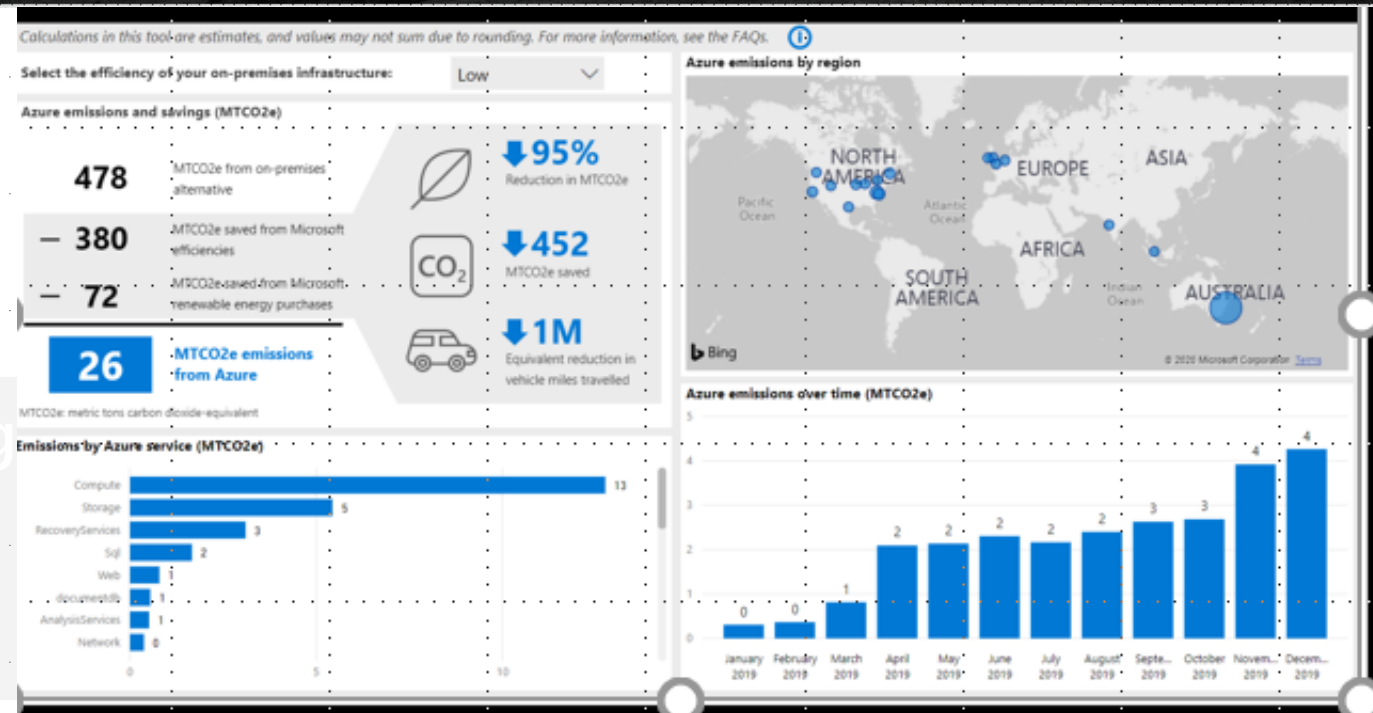 Calculations in this tool are estimates, and values may not sum due to rounding. For more information, see the FAQs.
Select the efficiency of your on-premises infrastructure:
Low
Azure emissions and savings (MTCO2e)
478
MTCO2e from on-premises
alternative
— 380
MTCO2e saved from Microsoft
efficiencies
— 72
MTCO2e saved from Microsoft
renewable energy purchases
26
MTCO2e emissions
from Azure
MTCO2e: metric tons carbon dioxide-equivalent
95%
Reduction in MTCO2e
CO2
452
MTCO2e saved
1M
Equivalent reduction in
vehicle miles travelled
Emissions by Azure service (MTCO2e)
Compute 13
Storage 5
RecoveryServices 3
Sql 2
Web 1
documentdb 1
AnalysisServices 1
Network 0
0 5 10
Azure emissions by region
NORTH
AMERICA
EUROPE
ASIA
Pacific
Ocean
Atlantic
Ocean
AFRICA
SOUTH
AMERICA
Indian
Ocean
AUSTRALIA
Bing
© 2020 Microsoft Corporation Terms
Azure emissions over time (MTCO2e)
5
4
3
2
1
0
0 0 1 2 2 2 2 2 3 3 4 4
January February March April May June July August Septe... October Novem... Decem...
2019 2019 2019 2019 2019 2019 2019 2019 2019 2019 2019 2019